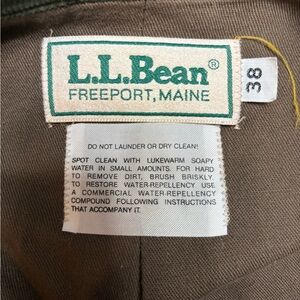 L.L.Bean®
FREEPORT, MAINE
38
DO NOT LAUNDER OR DRY CLEAN!
SPOT CLEAN WITH LUKEWARM SOAPY
WATER IN SMALL AMOUNTS. FOR HARD
TO REMOVE DIRT, BRUSH BRISKLY.
TO RESTORE WATER-REPELLENCY USE
A COMMERCIAL WATER-REPELLENCY
COMPOUND FOLLOWING INSTRUCTIONS
THAT ACCOMPANY IT.